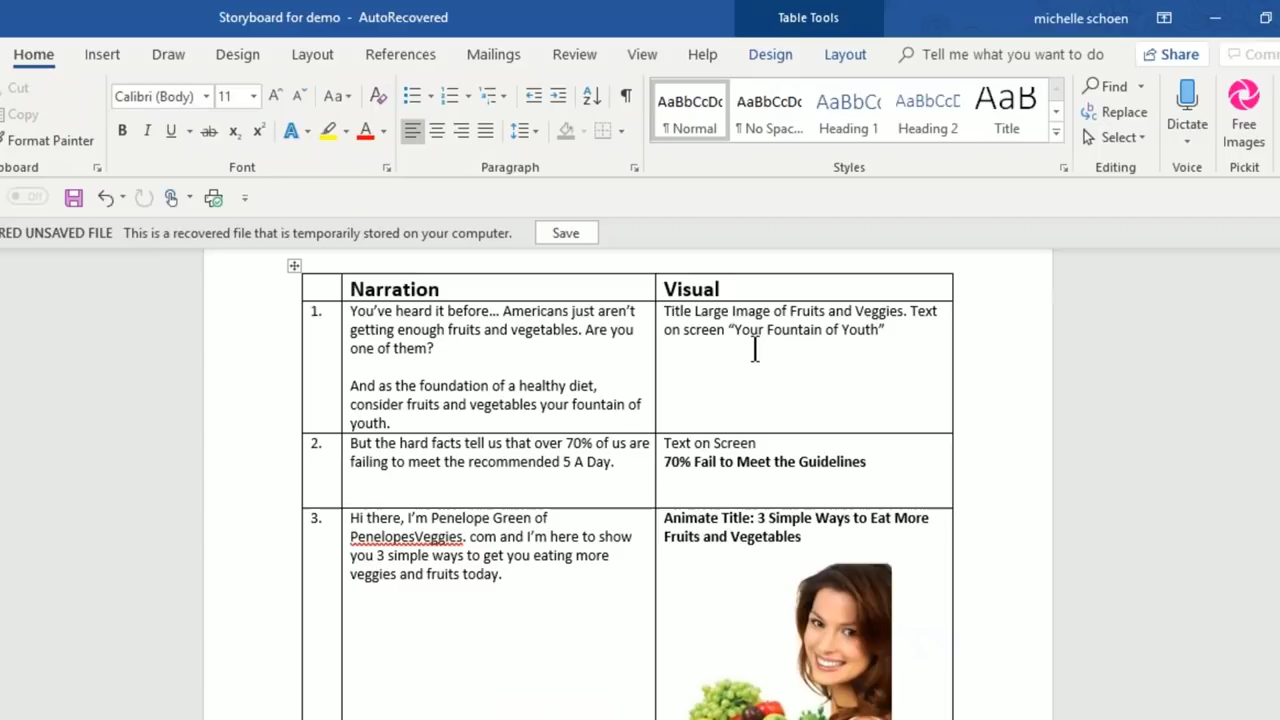 Storyboard for demo - AutoRecovered
Table Tools
michelle schoen
Home Insert Draw Design Layout References Mailings Review View Help Design Layout Tell me what you want to do Share
Cut
Copy
Format Painter
Calibri (Body) 11
AaBbCcDc AaBbCcDc AaBbCc AaBbCcD AaB
¶ Normal ¶ No Spac... Heading 1 Heading 2 Title
Find
Replace
Select
Dictate
Free
Images
Font Paragraph Styles Editing Voice Pickit
Off
RED UNSAVED FILE This is a recovered file that is temporarily stored on your computer. Save
Narration Visual
1. You've heard it before... Americans just aren't
getting enough fruits and vegetables. Are you
one of them?
And as the foundation of a healthy diet,
consider fruits and vegetables your fountain of
youth.
Title Large Image of Fruits and Veggies. Text
on screen “Your Fountain of Youth”
2. But the hard facts tell us that over 70% of us are
failing to meet the recommended 5 A Day.
Text on Screen
70% Fail to Meet the Guidelines
3. Hi there, I'm Penelope Green of
PenelopesVeggies. com and I'm here to show
you 3 simple ways to get you eating more
veggies and fruits today.
Animate Title: 3 Simple Ways to Eat More
Fruits and Vegetables